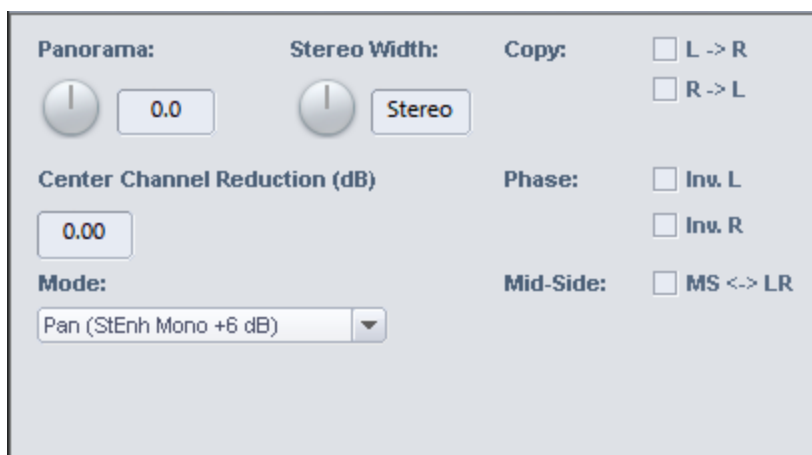 Panorama: Stereo Width: Copy: L -> R
R -> L
0.0 Stereo
Center Channel Reduction (dB) Phase: Inv. L
0.00 Inv. R
Mode: Mid-Side: MS <-> LR
Pan (StEnh Mono +6 dB)